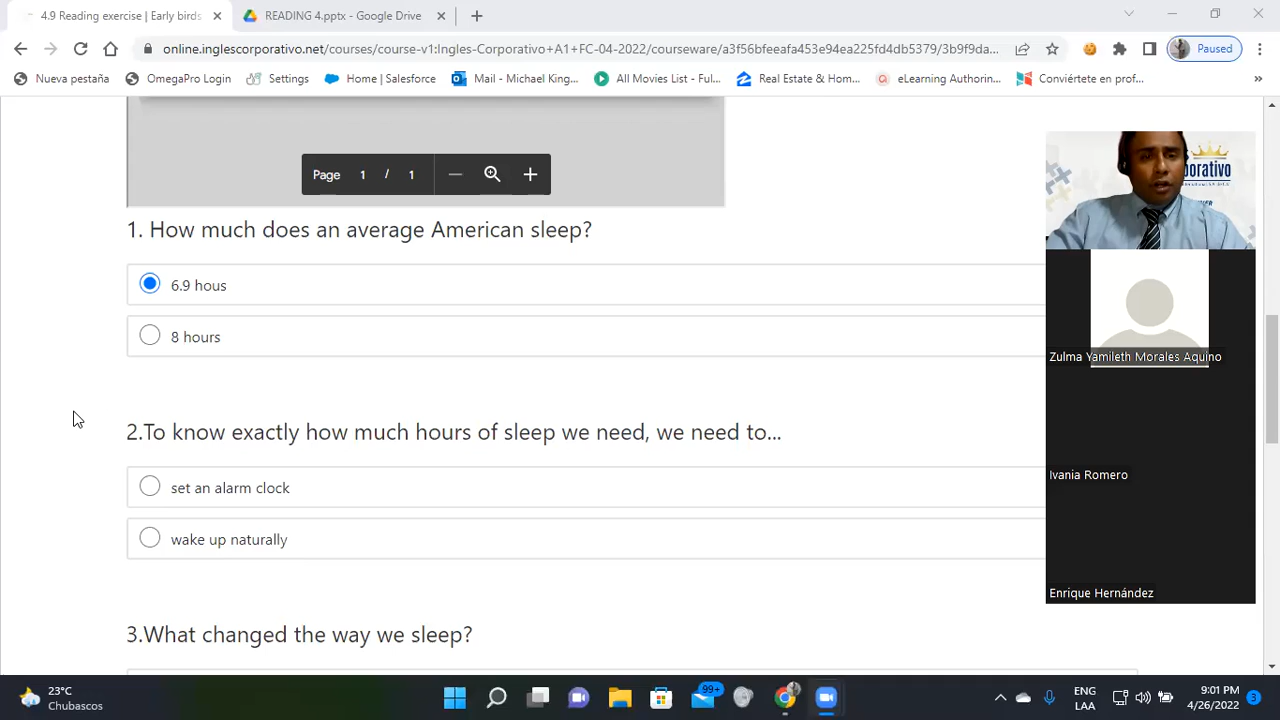 4.9 Reading exercise | Early birds
READING 4.pptx - Google Drive
online.inglescorporativo.net/courses/course-v1:Ingles-Corporativo+A1+FC-04-2022/courseware/a3f56bfeeafa453e94ea225fd4db5379/3b9f9da...
Paused
Nueva pestaña
OmegaPro Login
Settings
Home | Salesforce
Mail - Michael King...
All Movies List - Ful...
Real Estate & Hom...
eLearning Authorin...
Conviértete en prof...
»
Page 1 / 1
1. How much does an average American sleep?
6.9 hous
8 hours
2.To know exactly how much hours of sleep we need, we need to...
set an alarm clock
wake up naturally
3.What changed the way we sleep?
porativo
Zulma Yamileth Morales Aquino
Ivania Romero
Enrique Hernández
23°C
Chubascos
99+
ENG
LAA
9:01 PM
4/26/2022
3